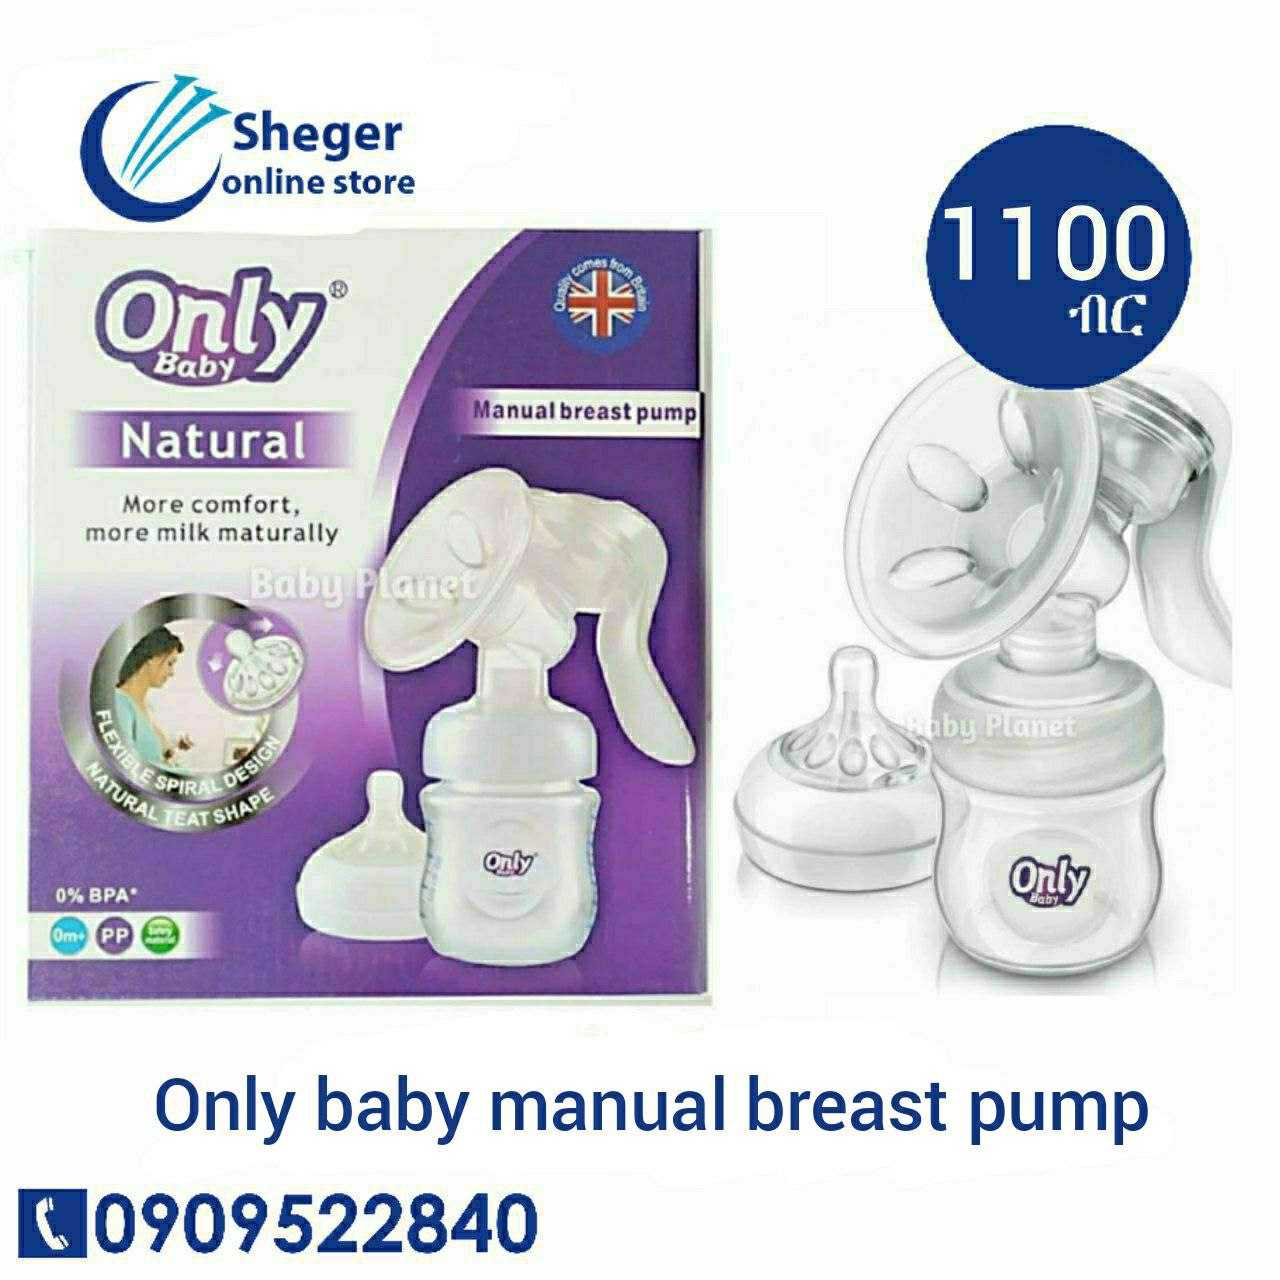 Sheger
online store
1100
ብር
Only®
Baby
Quality comes from Britain
Manual breast pump
Natural
More comfort,
more milk maturally
Baby Planet
FLEXIBLE SPIRAL DESIGN
NATURAL TEAT SHAPE
0% BPA*
0m+ PP Safety material
Only
Baby
Baby Planet
Only
Baby
Only baby manual breast pump
0909522840